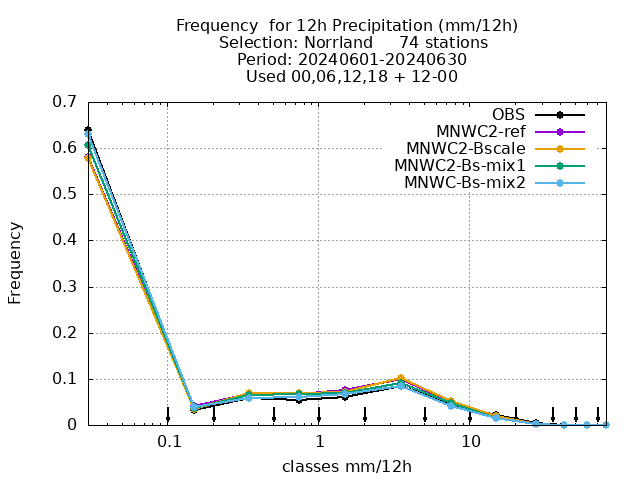 Frequency  for 12h Precipitation (mm/12h)
Selection: Norrland     74 stations
Period: 20240601-20240630
Used 00,06,12,18 + 12-00
0.7
0.6
0.5
0.4
0.3
0.2
0.1
0
Frequency
OBS
MNWC2-ref
MNWC2-Bscale
MNWC2-Bs-mix1
MNWC-Bs-mix2
0.1
1
10
classes mm/12h